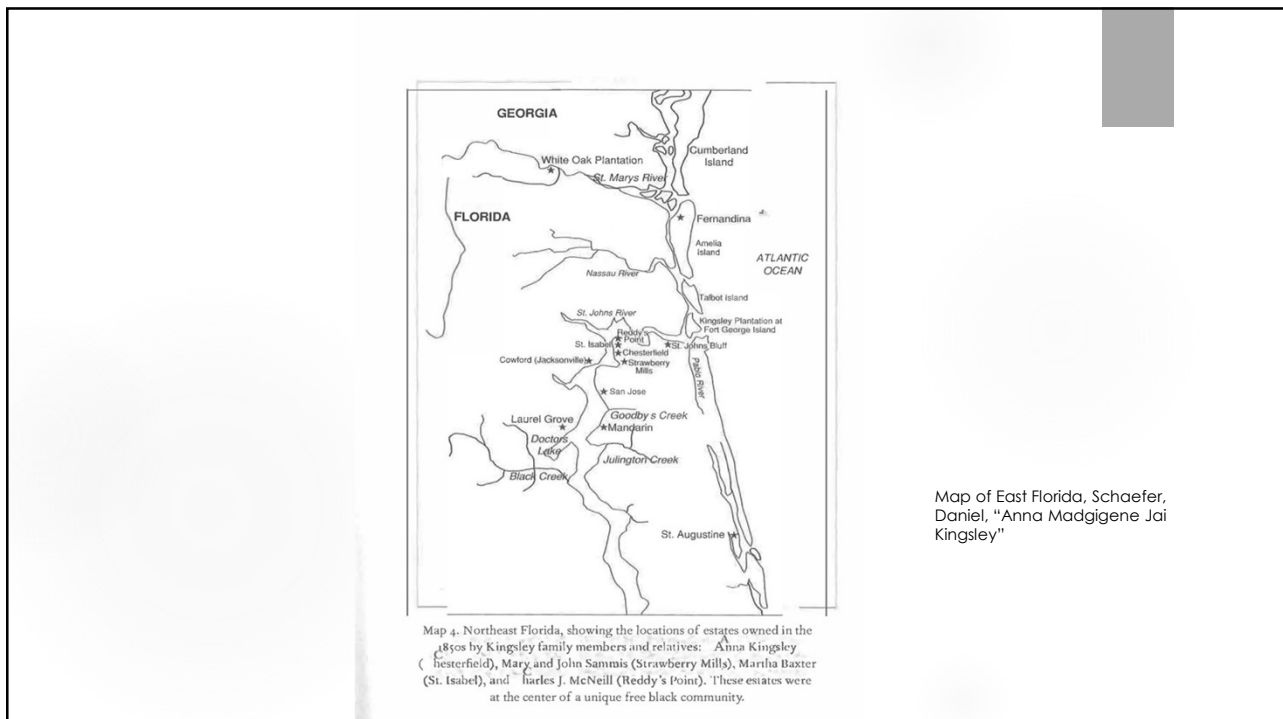 GEORGIA
Cumberland
Island
White Oak Plantation
St. Marys River
FLORIDA
Fernandina
Amelia
Island
ATLANTIC
OCEAN
Nassau River
Talbot Island
St. Johns River
Kingsley Plantation at
Fort George Island
Reddy's
Point
St. Isabel
St. Johns Bluff
Chesterfield
Cowford (Jacksonville)
Strawberry
Mills
Pablo River
San Jose
Laurel Grove
Goodby's Creek
Mandarin
Doctors
Lake
Julington Creek
Black Creek
St. Augustine
Map 4. Northeast Florida, showing the locations of estates owned in the
1850s by Kingsley family members and relatives: Anna Kingsley
(Chesterfield), Mary and John Sammis (Strawberry Mills), Martha Baxter
(St. Isabel), and Charles J. McNeill (Reddy's Point). These estates were
at the center of a unique free black community.
Map of East Florida, Schaefer,
Daniel, “Anna Madgigene Jai
Kingsley”